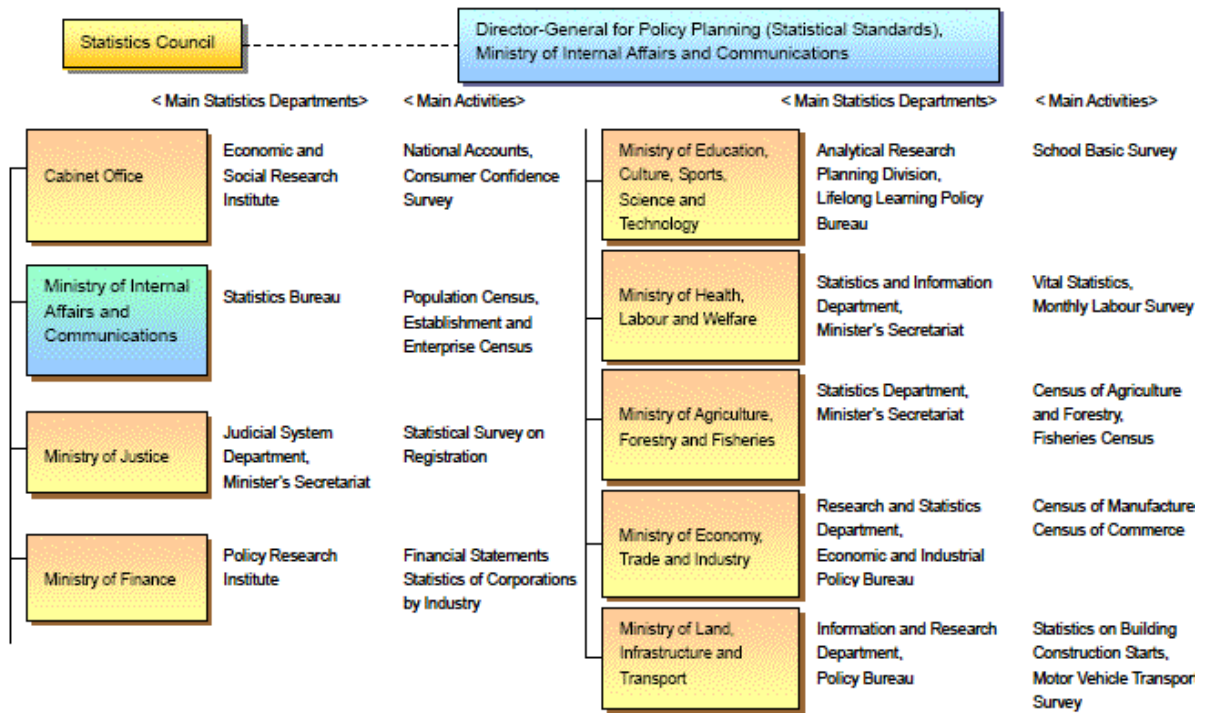 Statistics Council
Director-General for Policy Planning (Statistical Standards),
Ministry of Internal Affairs and Communications
< Main Statistics Departments>
< Main Activities>
< Main Statistics Departments>
< Main Activities>
Cabinet Office
Economic and
Social Research
Institute
National Accounts,
Consumer Confidence
Survey
Ministry of Internal
Affairs and
Communications
Statistics Bureau
Population Census,
Establishment and
Enterprise Census
Ministry of Justice
Judicial System
Department,
Minister's Secretariat
Statistical Survey on
Registration
Ministry of Finance
Policy Research
Institute
Financial Statements
Statistics of Corporations
by Industry
Ministry of Education,
Culture, Sports,
Science and
Technology
Analytical Research
Planning Division,
Lifelong Learning Policy
Bureau
School Basic Survey
Ministry of Health,
Labour and Welfare
Statistics and Information
Department,
Minister's Secretariat
Vital Statistics,
Monthly Labour Survey
Ministry of Agriculture,
Forestry and Fisheries
Statistics Department,
Minister's Secretariat
Census of Agriculture
and Forestry,
Fisheries Census
Ministry of Economy,
Trade and Industry
Research and Statistics
Department,
Economic and Industrial
Policy Bureau
Census of Manufacture
Census of Commerce
Ministry of Land,
Infrastructure and
Transport
Information and Research
Department,
Policy Bureau
Statistics on Building
Construction Starts,
Motor Vehicle Transport
Survey